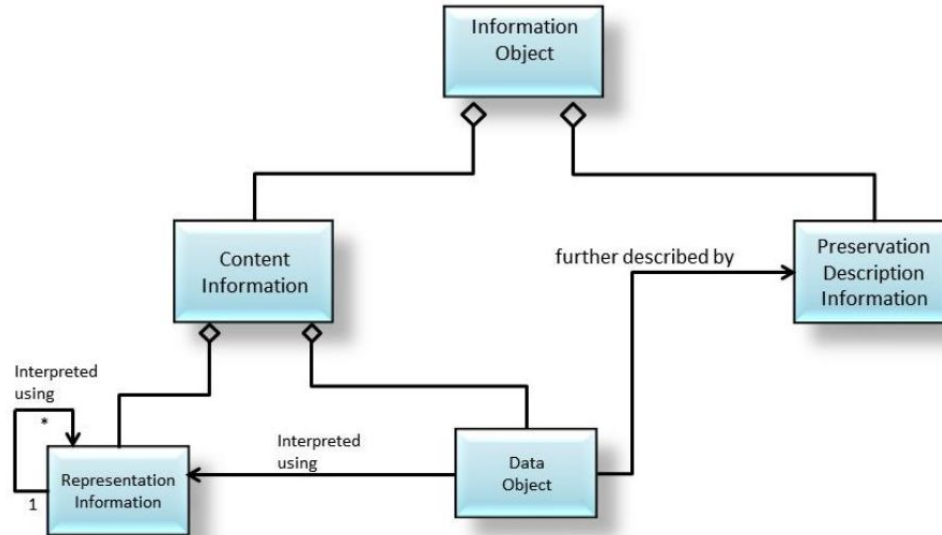 Information
Object
Content
Information
further described by
Preservation
Description
Information
Interpreted
using
*
1
Representation
Information
Interpreted
using
Data
Object